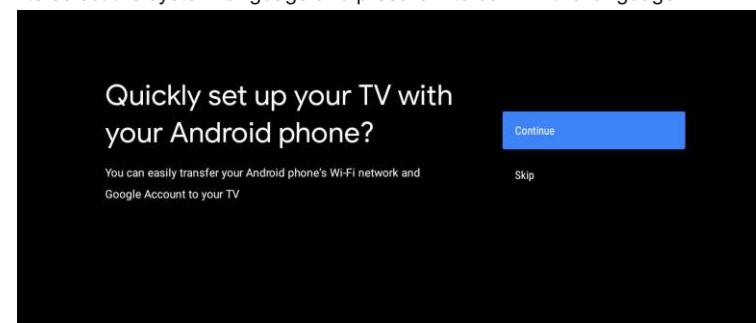 Quickly set up your TV with
your Android phone?
You can easily transfer your Android phone's Wi-Fi network and
Google Account to your TV
Continue
Skip